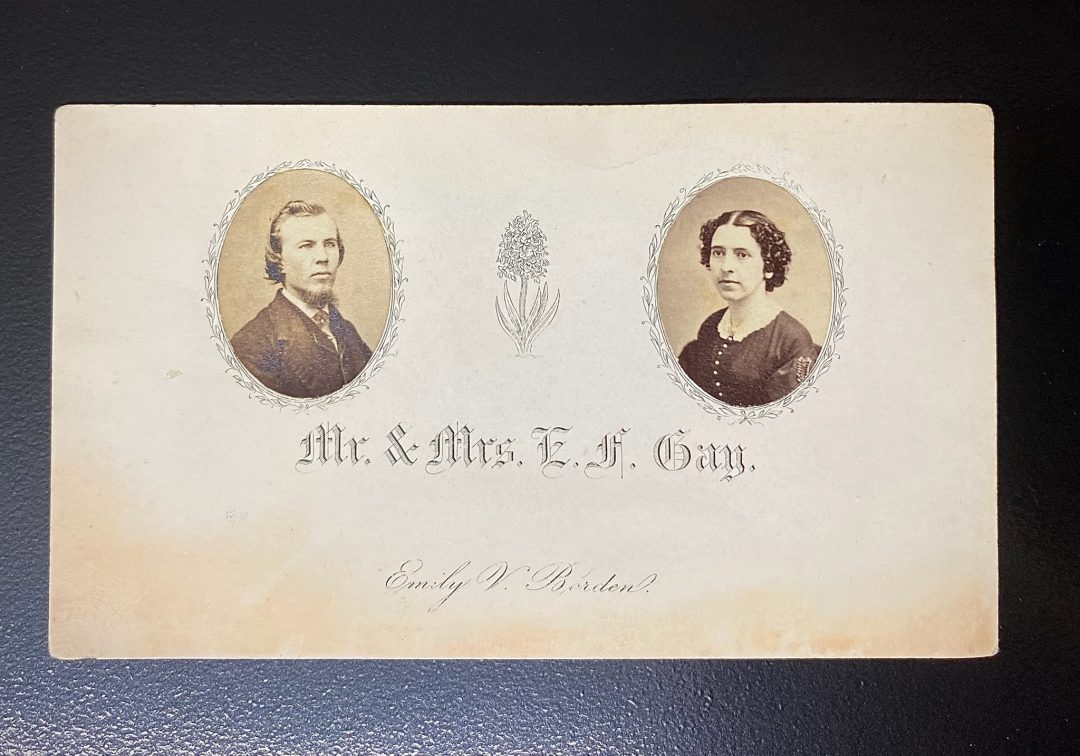 Mr. & Mrs. E. F. Gay.
Emily V. Borden.